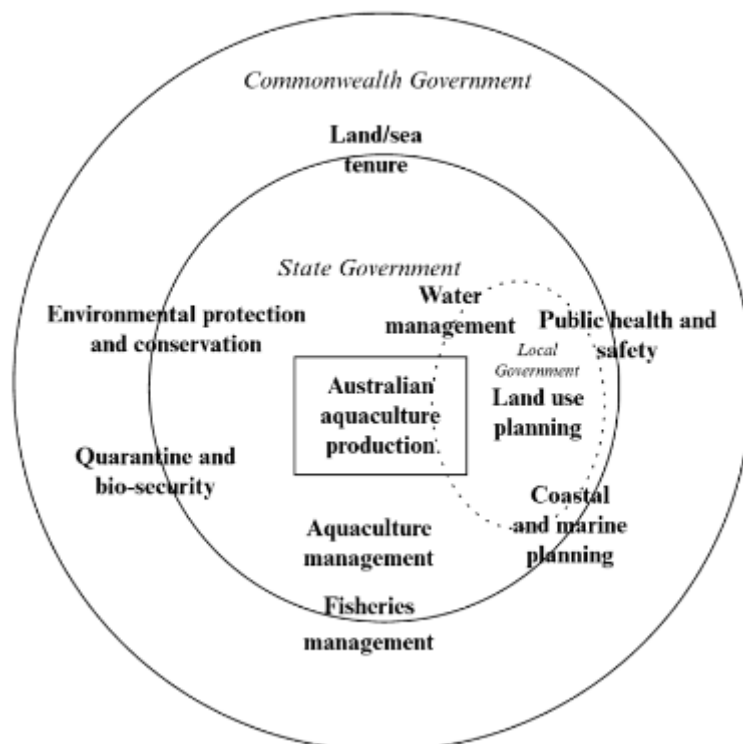 Commonwealth Government
Land/sea
tenure
State Government
Water
management
Environmental protection
and conservation
Public health and
safety
Local
Government
Australian
aquaculture
production
Land use
planning
Quarantine and
bio-security
Coastal
and marine
planning
Aquaculture
management
Fisheries
management